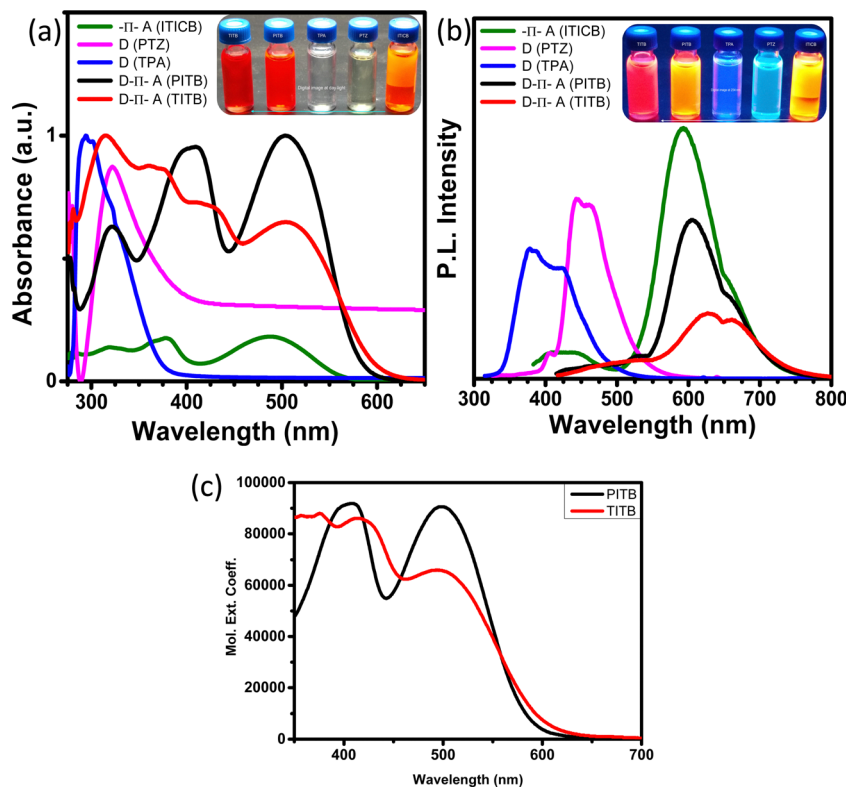 (a)
-Π- A (ITICB)
D (PTZ)
D (TPA)
D-Π- A (PITB)
D-Π- A (TITB)
TITB PITB TPA PTZ ITICB
Absorbance (a.u.)
1
0
300 400 500 600
Wavelength (nm)
(b)
-Π- A (ITICB)
D (PTZ)
D (TPA)
D-Π- A (PITB)
D-Π- A (TITB)
TITB PITB TPA PTZ ITCB
P.L. Intensity
300 400 500 600 700 800
Wavelength (nm)
(c)
PITB
TITB
Mol. Ext. Coeff.
100000
80000
60000
40000
20000
0
400 500 600 700
Wavelength (nm)